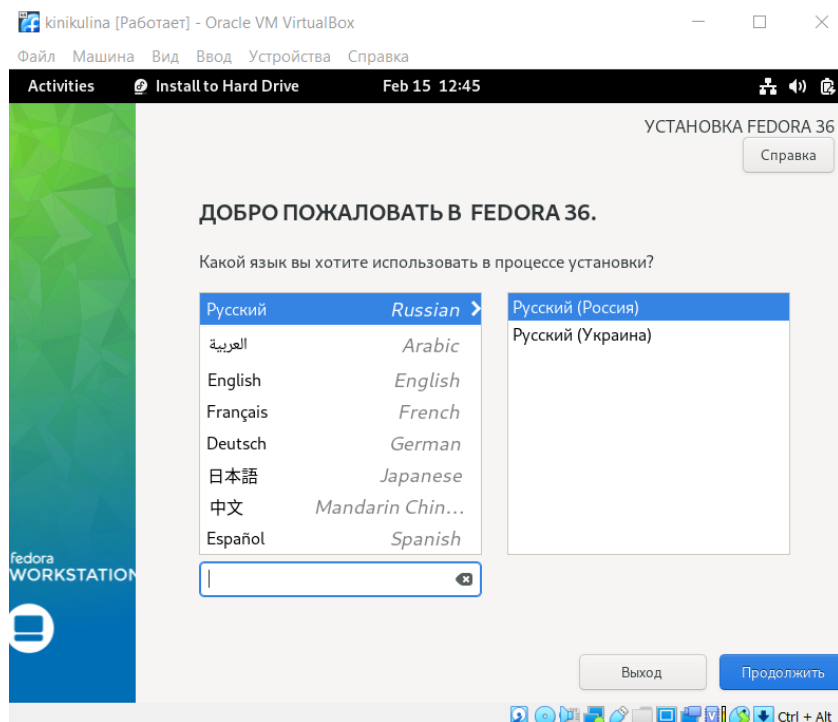 kinikulina [Работает] - Oracle VM VirtualBox
Файл Машина Вид Ввод Устройства Справка
Activities Install to Hard Drive Feb 15 12:45
УСТАНОВКА FEDORA 36
Справка
ДОБРО ПОЖАЛОВАТЬ В FEDORA 36.
Какой язык вы хотите использовать в процессе установки?
Русский Russian
العربية Arabic
English English
Français French
Deutsch German
日本語 Japanese
中文 Mandarin Chin...
Español Spanish
Русский (Россия)
Русский (Украина)
fedora
WORKSTATION
Выход Продолжить
Ctrl + Alt